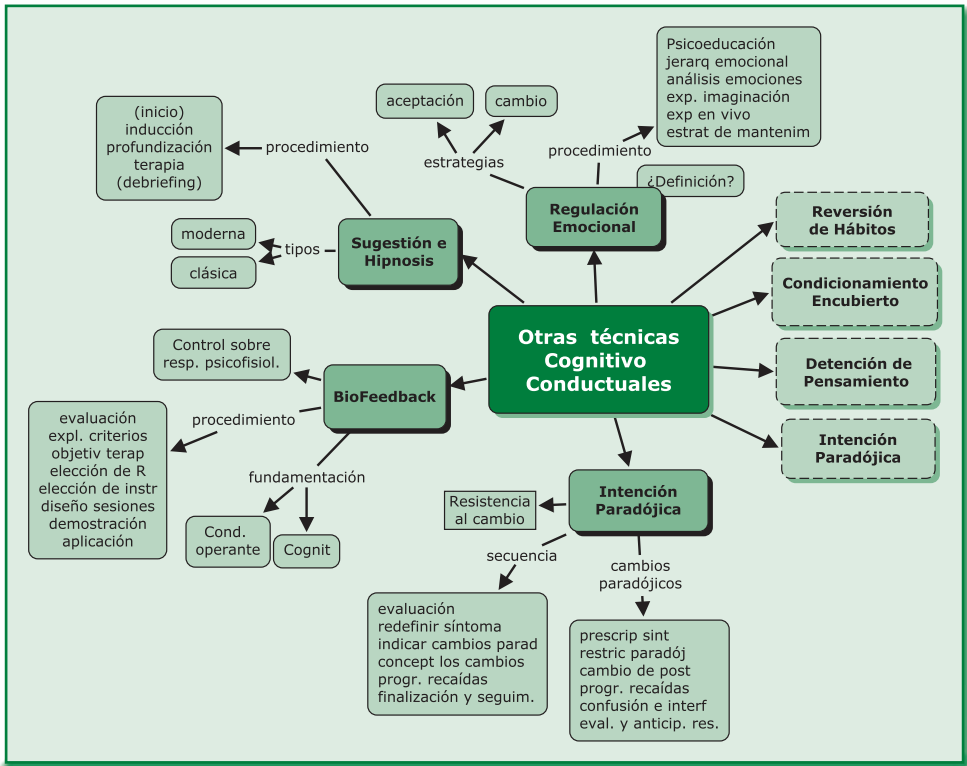 Psicoeducación
jerarq emocional
análisis emociones
exp. imaginación
exp en vivo
estrat de mantenim
aceptación
cambio
(inicio)
inducción
profundización
terapia
(debriefing)
procedimiento
estrategias
procedimiento
¿Definición?
Regulación
Emocional
Reversión
de Hábitos
moderna
clásica
tipos
Sugestión e
Hipnosis
Condicionamiento
Encubierto
Otras técnicas
Cognitivo
Conductuales
Control sobre
resp. psicofisiol.
BioFeedback
Detención de
Pensamiento
evaluación
expl. criterios
objetiv terap
elección de R
elección de instr
diseño sesiones
demostración
aplicación
procedimiento
fundamentación
Cond.
operante
Cognit
Intención
Paradójica
Intención
Paradójica
Resistencia
al cambio
secuencia
cambios
paradójicos
evaluación
redefinir síntoma
indicar cambios parad
concept los cambios
progr. recaídas
finalización y seguim.
prescrip sint
restric paradój
cambio de post
progr. recaídas
confusión e interf
eval. y anticip. res.